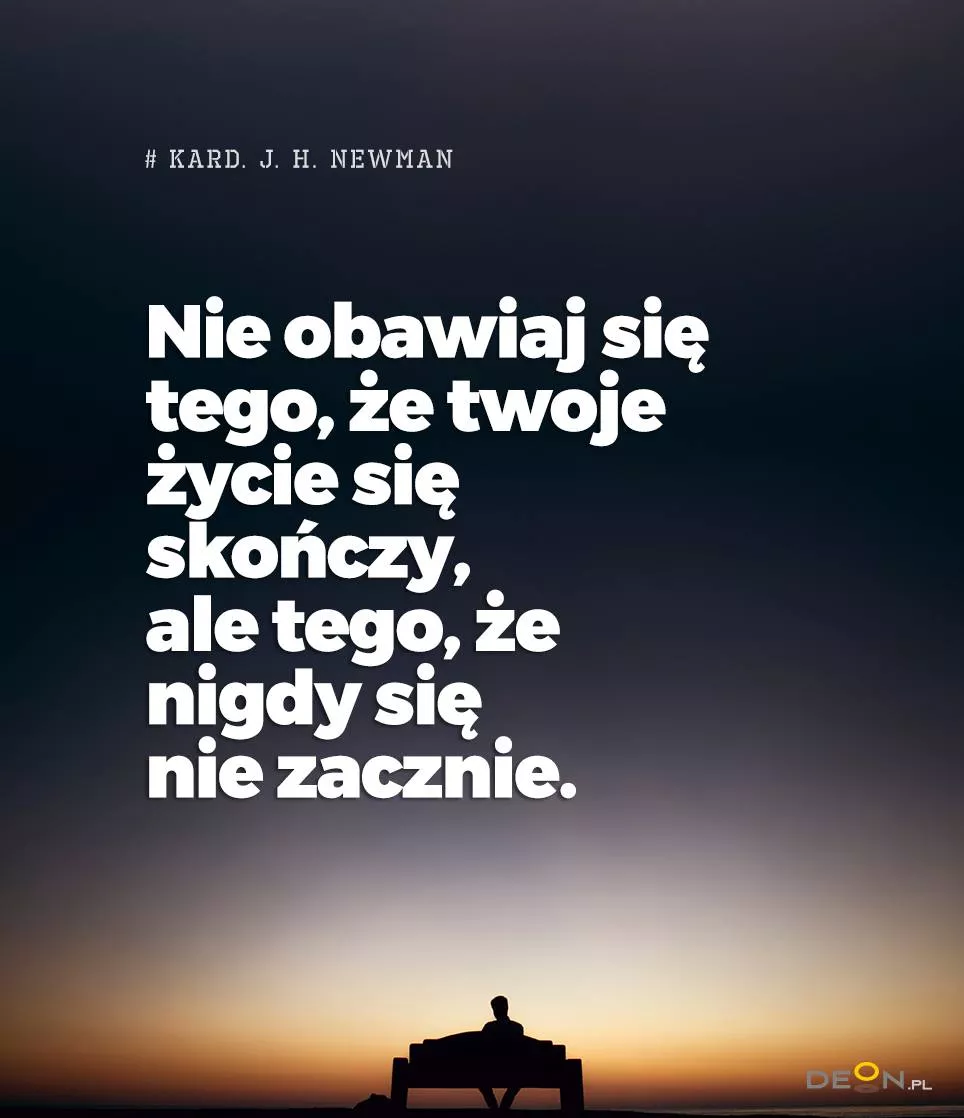 # KARD. J. H. NEWMAN
Nie obawiaj się
tego, że twoje
życie się
skończy,
ale tego, że
nigdy się
nie zacznie.
DEON.PL